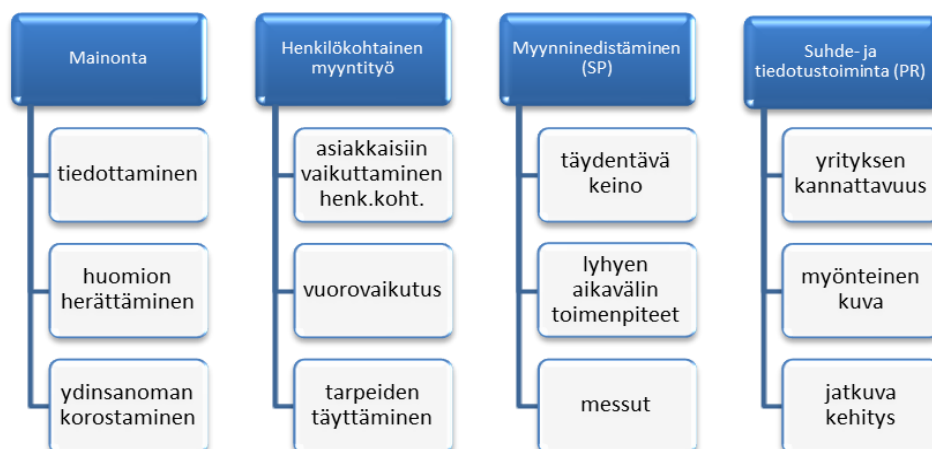 Mainonta
tiedottaminen
huomion
herättäminen
ydinsanoman
korostaminen
Henkilökohtainen
myyntityö
asiakkaisiin
vaikuttaminen
henk.koht.
vuorovaikutus
tarpeiden
täyttäminen
Myynninedistäminen
(SP)
täydentävä
keino
lyhyen
aikavälin
toimenpiteet
messut
Suhde- ja
tiedotustoiminta (PR)
yrityksen
kannattavuus
myönteinen
kuva
jatkuva
kehitys